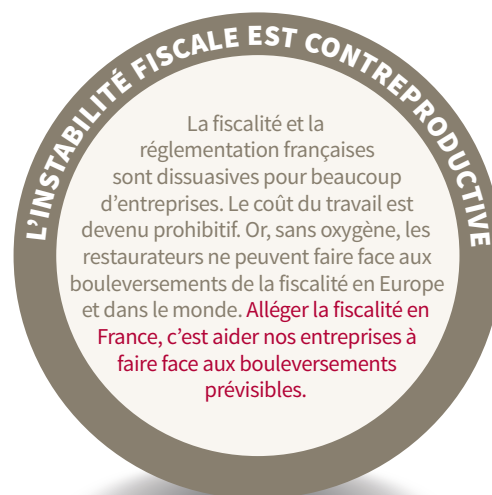 L'INSTABILITÉ FISCALE EST CONTREPRODUCTIVE
La fiscalité et la
réglementation françaises
sont dissuasives pour beaucoup
d'entreprises. Le coût du travail est
devenu prohibitif. Or, sans oxygène, les
restaurateurs ne peuvent faire face aux
bouleversements de la fiscalité en Europe
et dans le monde. Alléger la fiscalité en
France, c'est aider nos entreprises à
faire face aux bouleversements
prévisibles.